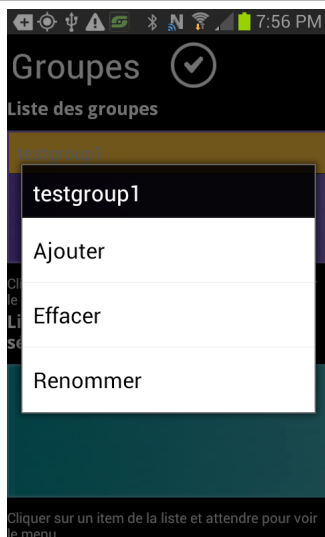 7:56 PM
Groupes
Liste des groupes
testgroup1
testgroup1
Ajouter
Effacer
Renommer
Cliquer sur un item de la liste et attendre pour voir
le menu